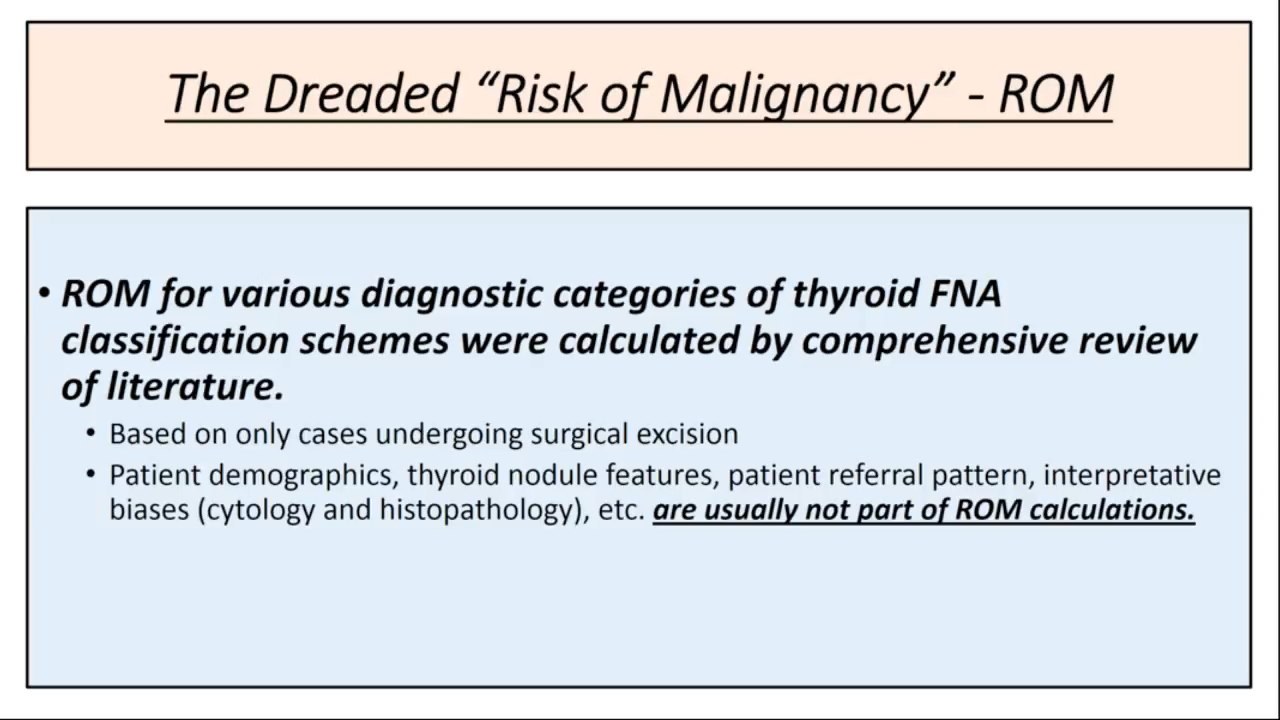 The Dreaded “Risk of Malignancy” - ROM
• ROM for various diagnostic categories of thyroid FNA
classification schemes were calculated by comprehensive review
of literature.
• Based on only cases undergoing surgical excision
• Patient demographics, thyroid nodule features, patient referral pattern, interpretative
biases (cytology and histopathology), etc. are usually not part of ROM calculations.